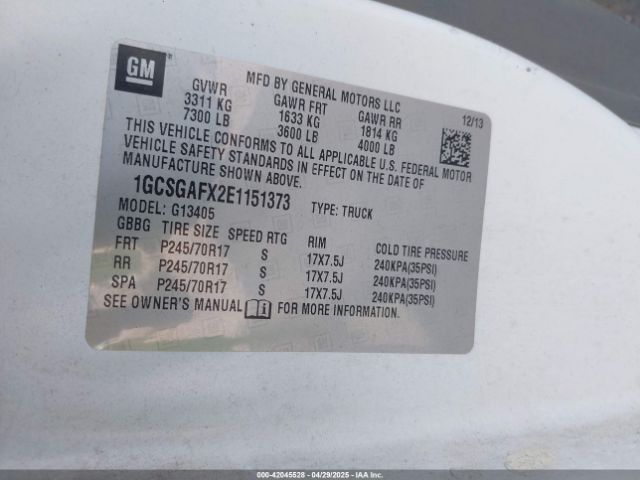 GM
MFD BY GENERAL MOTORS LLC
GVWR GAWR FRT GAWR RR 12/13
3311 KG 1633 KG 1814 KG
7300 LB 3600 LB 4000 LB
THIS VEHICLE CONFORMS TO ALL APPLICABLE U.S. FEDERAL MOTOR
VEHICLE SAFETY STANDARDS IN EFFECT ON THE DATE OF
MANUFACTURE SHOWN ABOVE.
1GCSGAFX2E1151373 TYPE: TRUCK
MODEL: G13405
GBBG TIRE SIZE SPEED RTG RIM COLD TIRE PRESSURE
FRT P245/70R17 S 17X7.5J 240KPA(35PSI)
RR P245/70R17 S 17X7.5J 240KPA(35PSI)
SPA P245/70R17 S 17X7.5J 240KPA(35PSI)
SEE OWNER'S MANUAL FOR MORE INFORMATION.
000-42045528 - 04/29/2025 - IAA Inc. Copyright